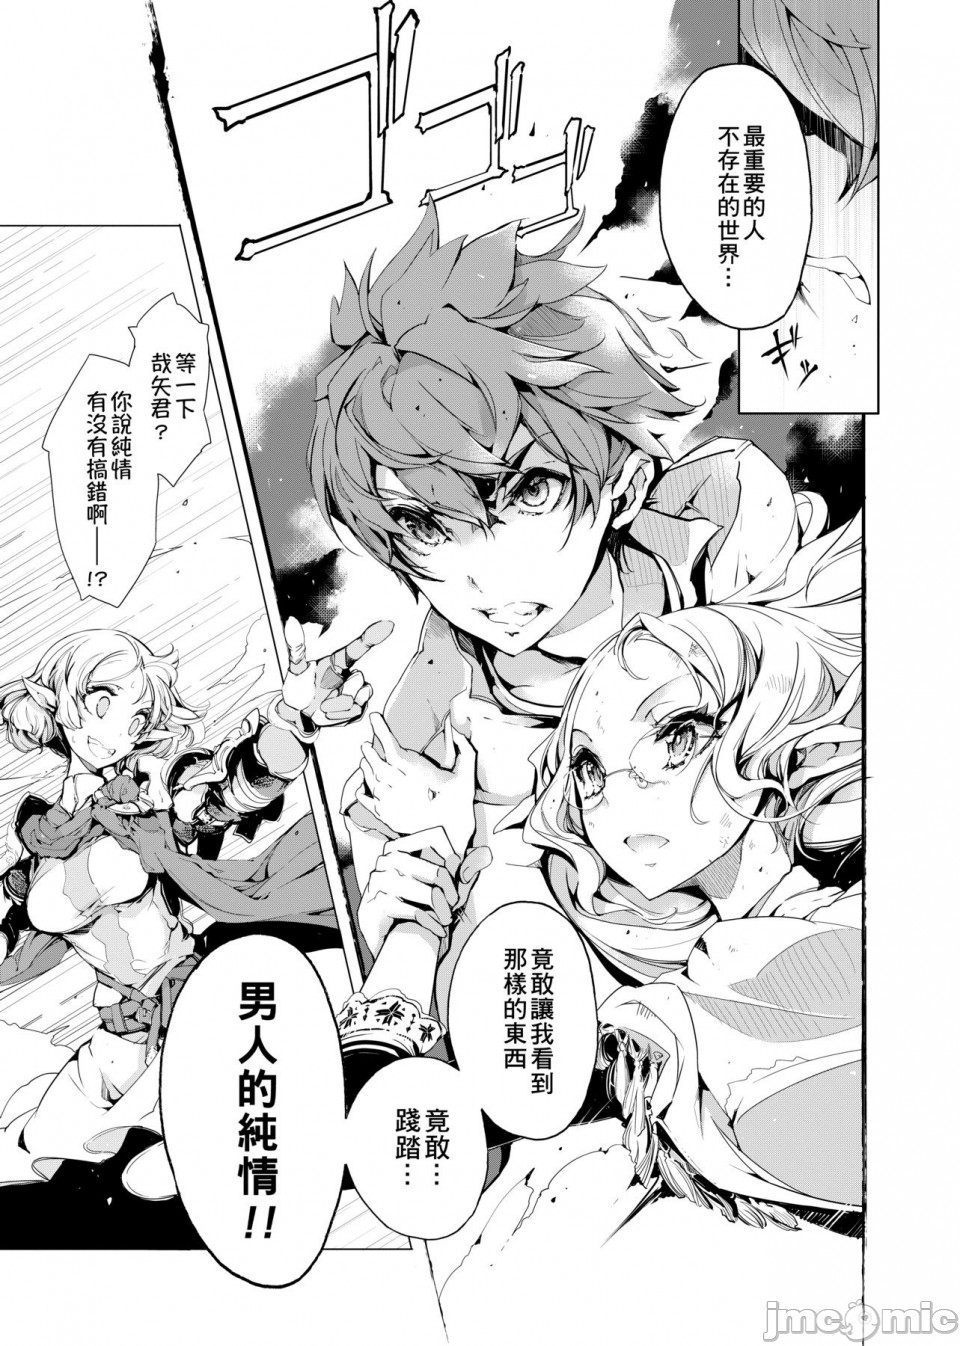 最重要的人
不存在的世界…
ギッ
ゴゴゴ
竟敢讓我看到
那樣的東西
竟敢…
踐踏…
男人的純情!!
等一下
哉矢君？
你說純情
有沒有搞錯啊——!?
jmcomic